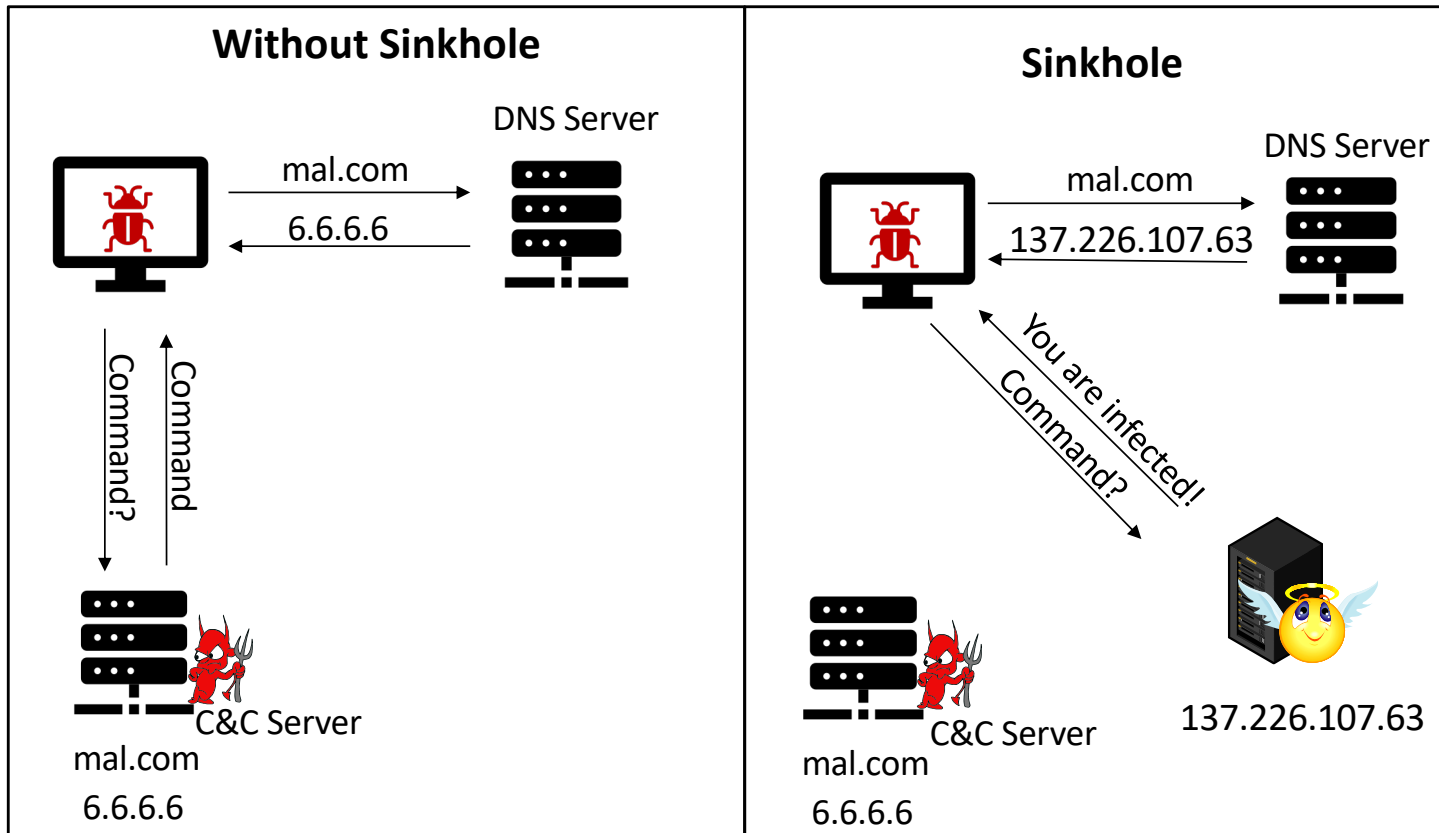 Without Sinkhole
DNS Server
mal.com
6.6.6.6
Command?
Command
C&C Server
mal.com
6.6.6.6
Sinkhole
DNS Server
mal.com
137.226.107.63
You are infected!
Command?
C&C Server
mal.com
6.6.6.6
137.226.107.63